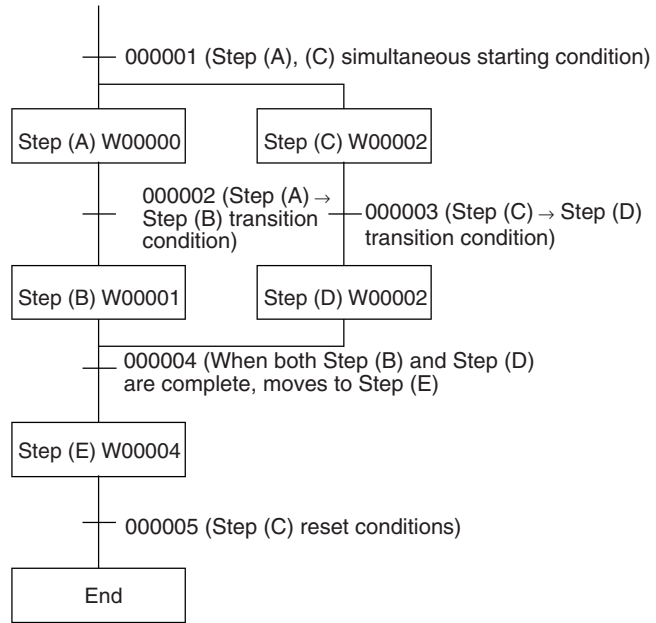 000001 (Step (A), (C) simultaneous starting condition)
Step (A) W00000
Step (C) W00002
000002 (Step (A) →
Step (B) transition
condition)
000003 (Step (C) → Step (D)
transition condition)
Step (B) W00001
Step (D) W00002
000004 (When both Step (B) and Step (D)
are complete, moves to Step (E)
Step (E) W00004
000005 (Step (C) reset conditions)
End